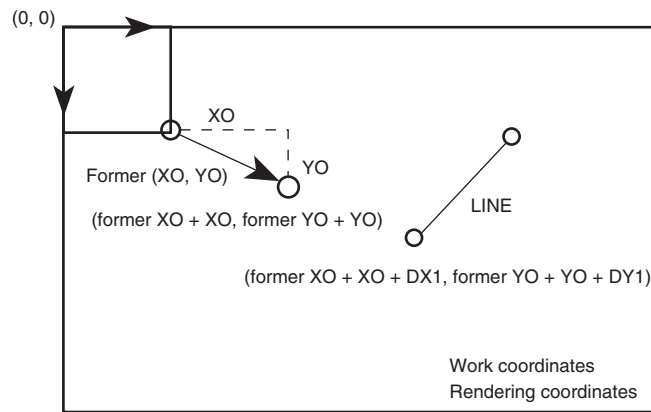 (0, 0)
XO
YO
Former (XO, YO)
(former XO + XO, former YO + YO)
LINE
(former XO + XO + DX1, former YO + YO + DY1)
Work coordinates
Rendering coordinates